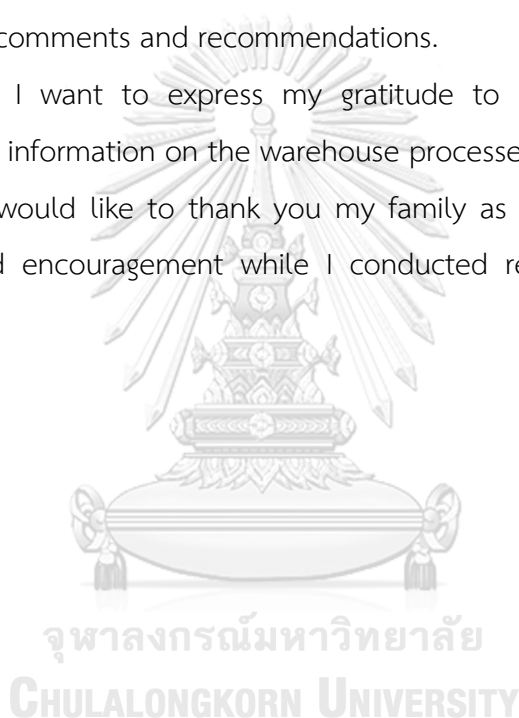 comments and recommendations.
I want to express my gratitude to
information on the warehouse processe
would like to thank you my family as
d encouragement while I conducted re
จุฬาลงกรณ์มหาวิทยาลัย
CHULALONGKORN UNIVERSITY